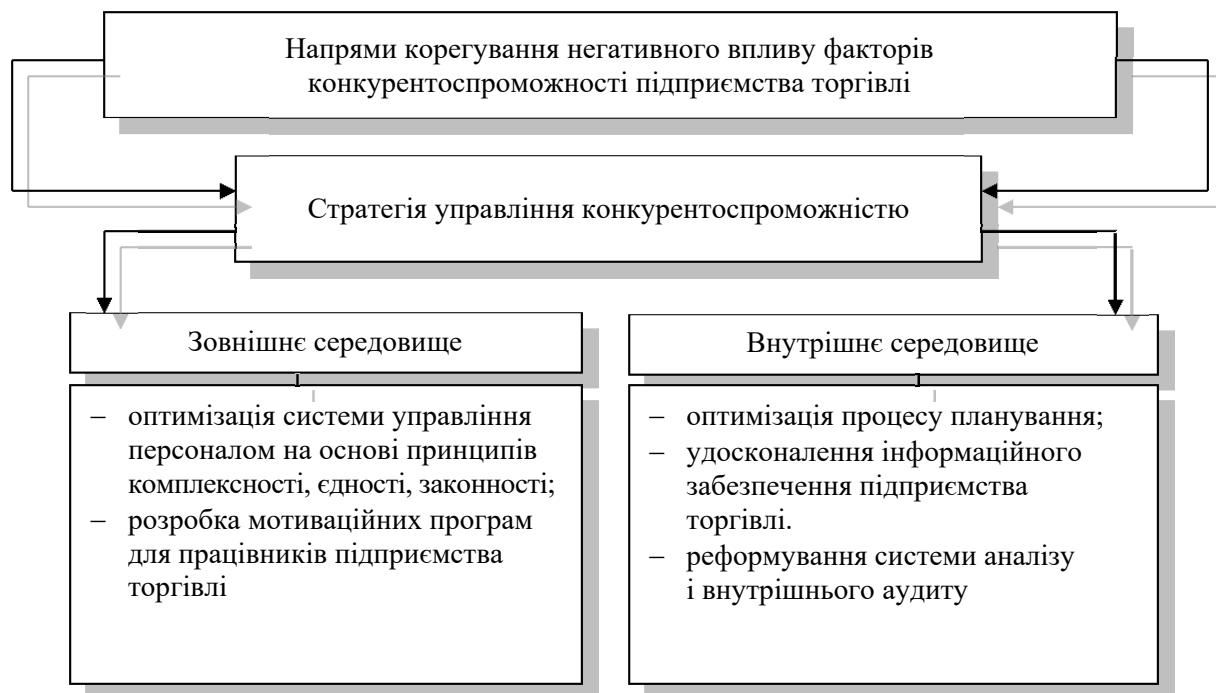 Напрями корегування негативного впливу факторів
конкурентоспроможності підприємства торгівлі
Стратегія управління конкурентоспроможністю
Зовнішнє середовище
– оптимізація системи управління
персоналом на основі принципів
комплексності, єдності, законності;
– розробка мотиваційних програм
для працівників підприємства
торгівлі
Внутрішнє середовище
– оптимізація процесу планування;
– удосконалення інформаційного
забезпечення підприємства
торгівлі.
– реформування системи аналізу
і внутрішнього аудиту